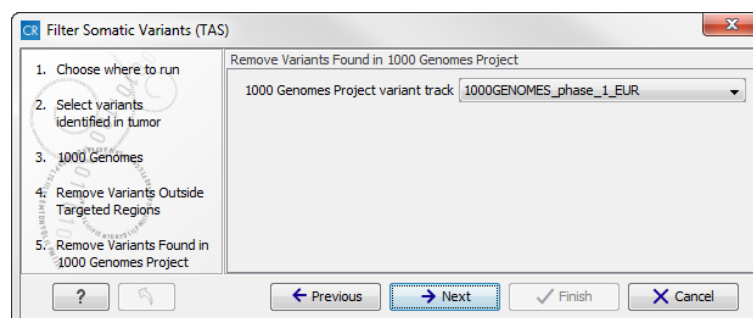 CR Filter Somatic Variants (TAS)
X
1. Choose where to run
2. Select variants
identified in tumor
3. 1000 Genomes
4. Remove Variants Outside
Targeted Regions
5. Remove Variants Found in
1000 Genomes Project
Remove Variants Found in 1000 Genomes Project
1000 Genomes Project variant track 1000GENOMES_phase_1_EUR
? Previous Next Finish Cancel